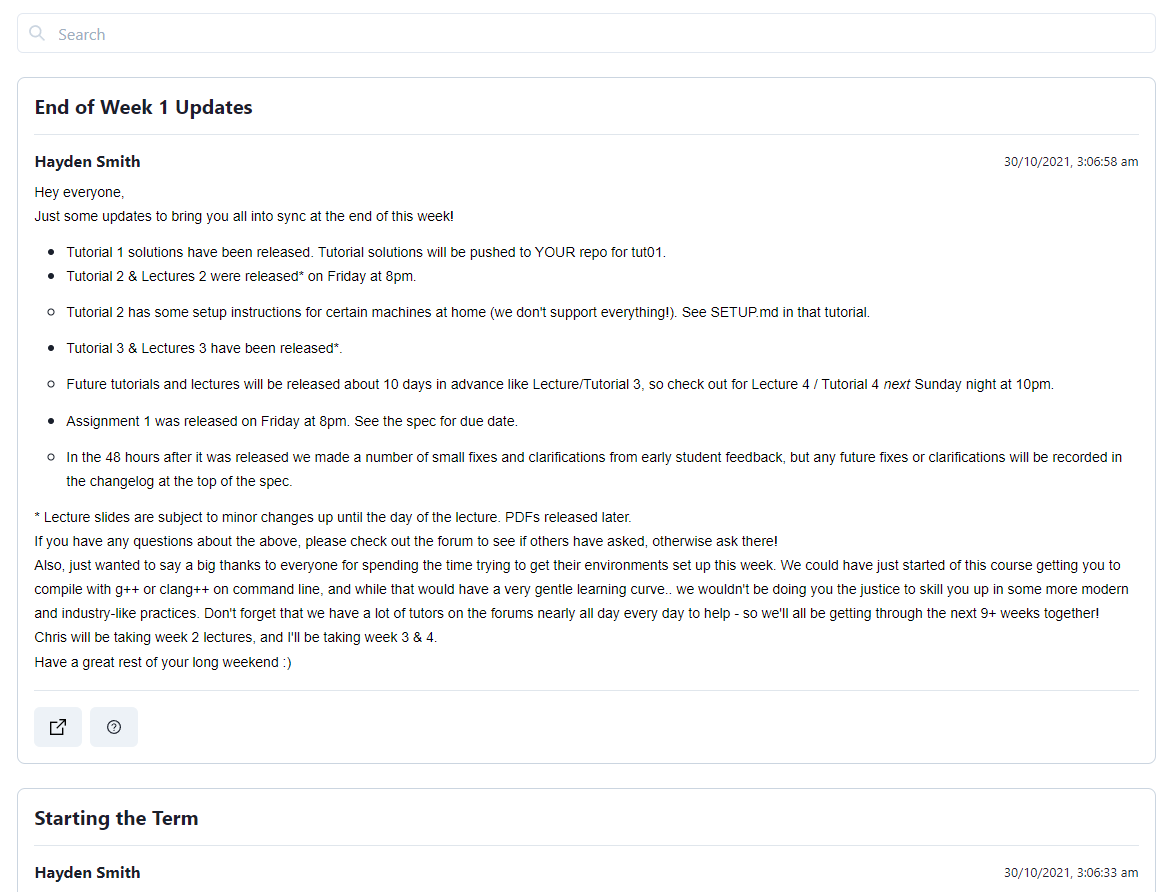 Search
End of Week 1 Updates
Hayden Smith
30/10/2021, 3:06:58 am
Hey everyone,
Just some updates to bring you all into sync at the end of this week!
Tutorial 1 solutions have been released. Tutorial solutions will be pushed to YOUR repo for tut01.
Tutorial 2 & Lectures 2 were released* on Friday at 8pm.
Tutorial 2 has some setup instructions for certain machines at home (we don't support everything!). See SETUP.md in that tutorial.
Tutorial 3 & Lectures 3 have been released*.
Future tutorials and lectures will be released about 10 days in advance like Lecture/Tutorial 3, so check out for Lecture 4 / Tutorial 4 next Sunday night at 10pm.
Assignment 1 was released on Friday at 8pm. See the spec for due date.
In the 48 hours after it was released we made a number of small fixes and clarifications from early student feedback, but any future fixes or clarifications will be recorded in
the changelog at the top of the spec.
* Lecture slides are subject to minor changes up until the day of the lecture. PDFs released later.
If you have any questions about the above, please check out the forum to see if others have asked, otherwise ask there!
Also, just wanted to say a big thanks to everyone for spending the time trying to get their environments set up this week. We could have just started of this course getting you to
compile with g++ or clang++ on command line, and while that would have a very gentle learning curve.. we wouldn't be doing you the justice to skill you up in some more modern
and industry-like practices. Don't forget that we have a lot of tutors on the forums nearly all day every day to help - so we'll all be getting through the next 9+ weeks together!
Chris will be taking week 2 lectures, and I'll be taking week 3 & 4.
Have a great rest of your long weekend :)
Starting the Term
Hayden Smith
30/10/2021, 3:06:33 am